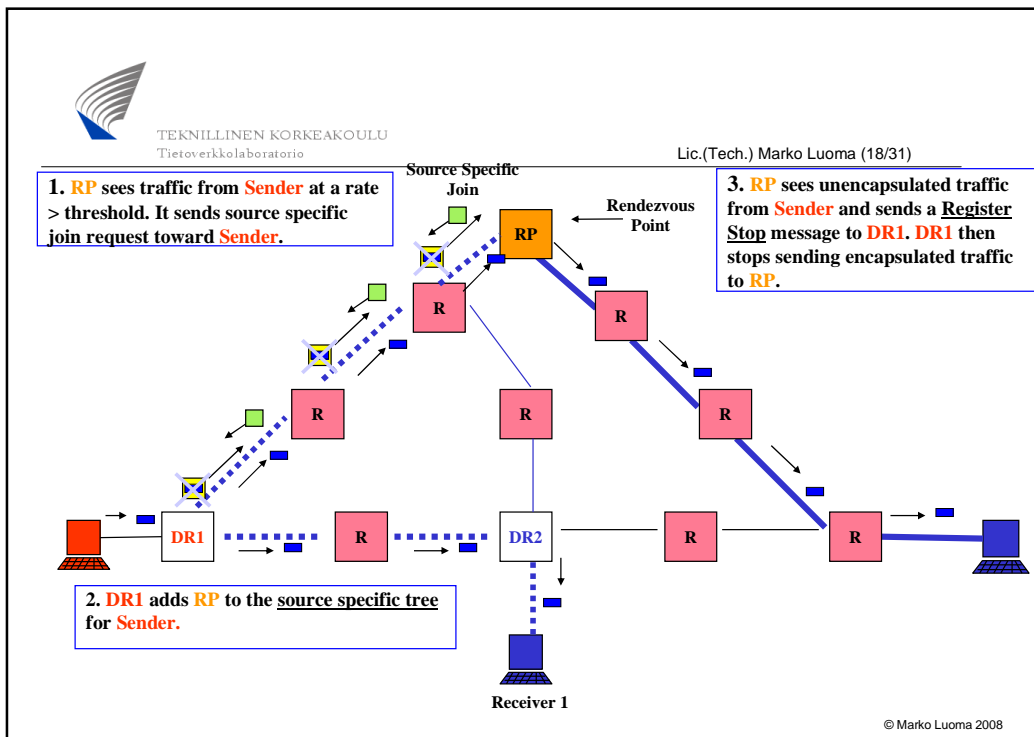 TEKNILLINEN KORKEAKOULU
Tietoverkkolaboratorio
Lic.(Tech.) Marko Luoma (18/31)
1. RP sees traffic from Sender at a rate
> threshold. It sends source specific
join request toward Sender.
Source Specific
Join
Rendezvous
Point
3. RP sees unencapsulated traffic
from Sender and sends a Register
Stop message to DR1. DR1 then
stops sending encapsulated traffic
to RP.
RP
R
R
R
R
R
DR1
R
DR2
R
R
2. DR1 adds RP to the source specific tree
for Sender.
Receiver 1
© Marko Luoma 2008